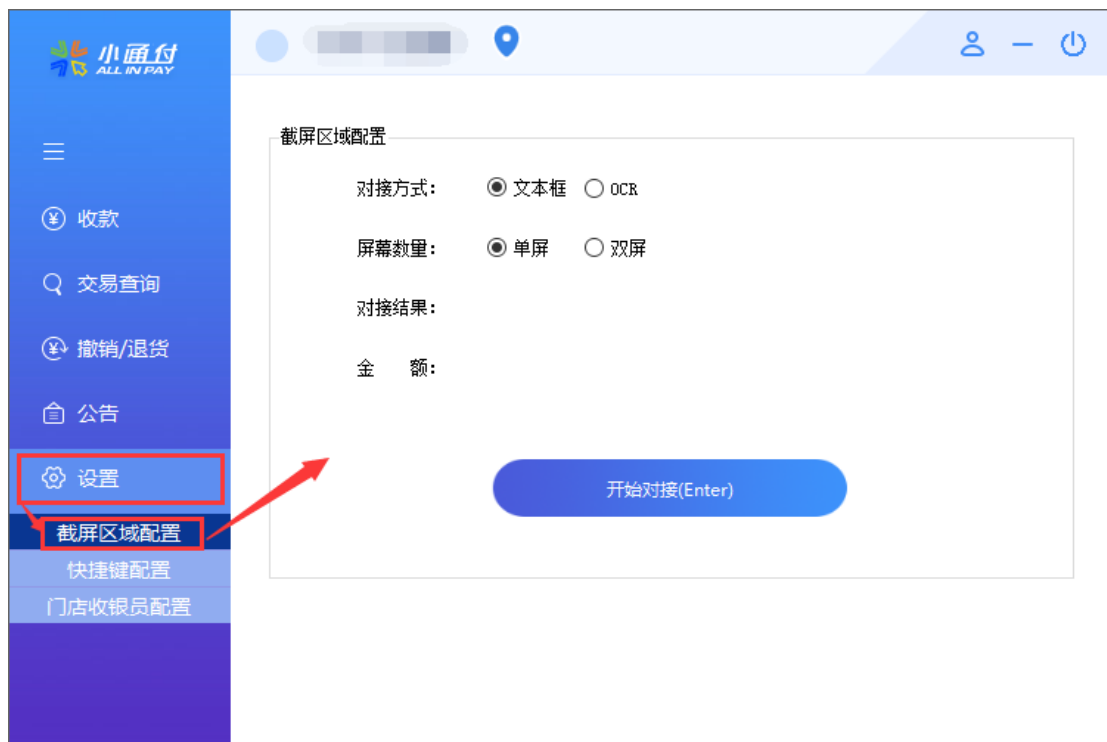 小通付
ALL IN PAY
收款
交易查询
撤销/退货
公告
设置
截屏区域配置
快捷键配置
门店收银员配置
截屏区域配置
对接方式: 文本框 OCR
屏幕数量: 单屏 双屏
对接结果:
金 额:
开始对接(Enter)